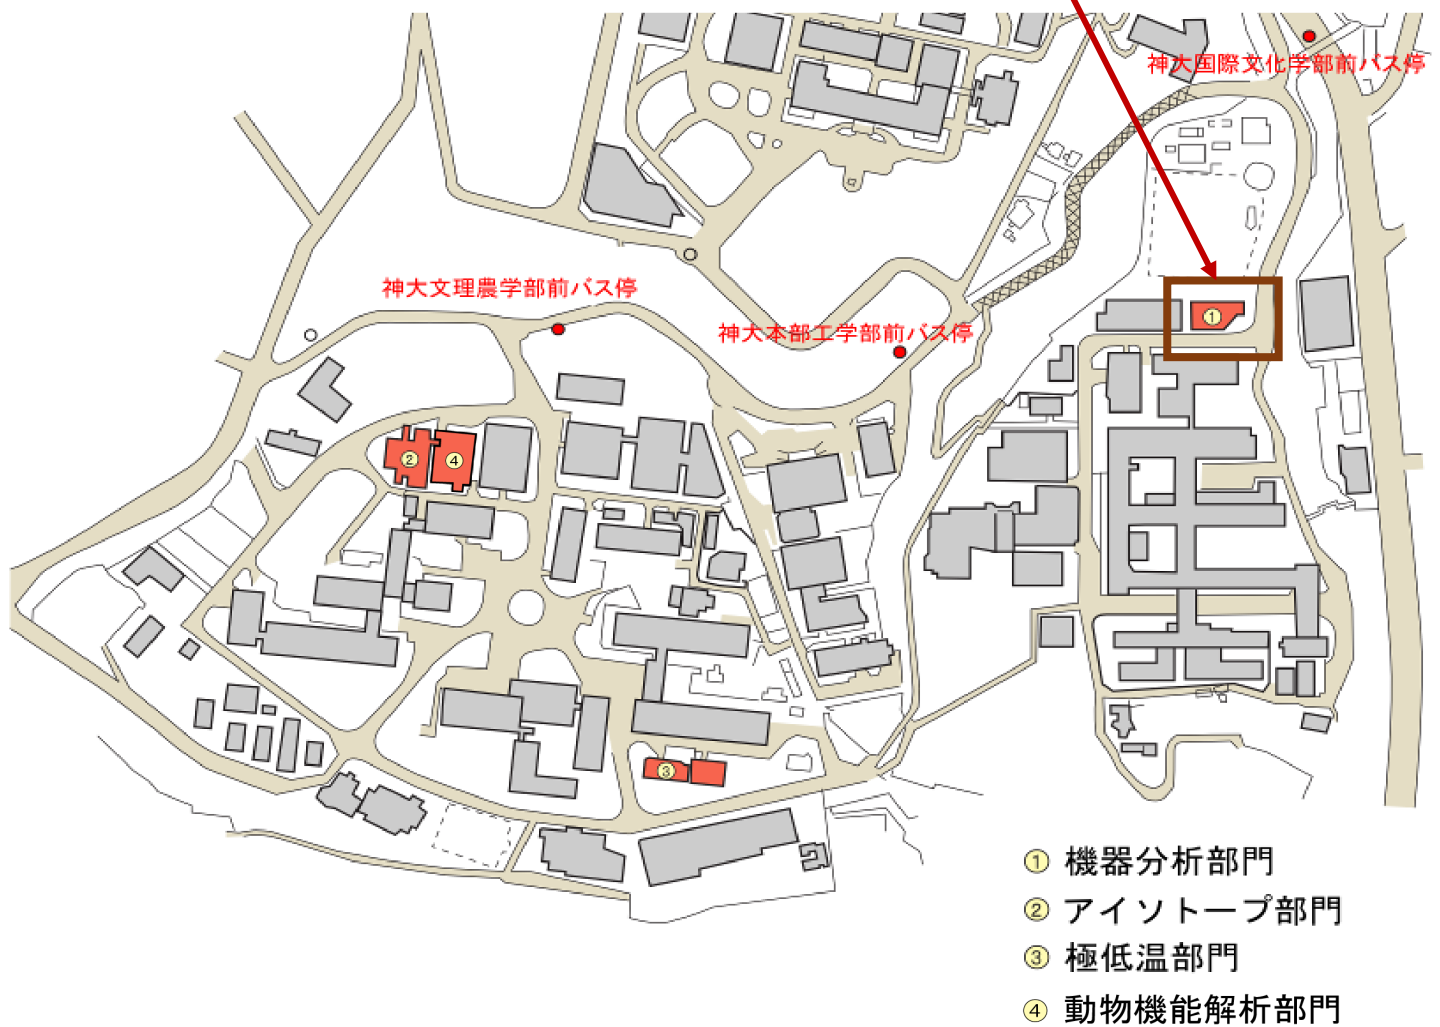 神大国際文化学部前バス停
神大文理農学部前バス停
神大本部工学部前バス停
①
②
④
③
① 機器分析部門
② アイソトープ部門
③ 極低温部門
④ 動物機能解析部門